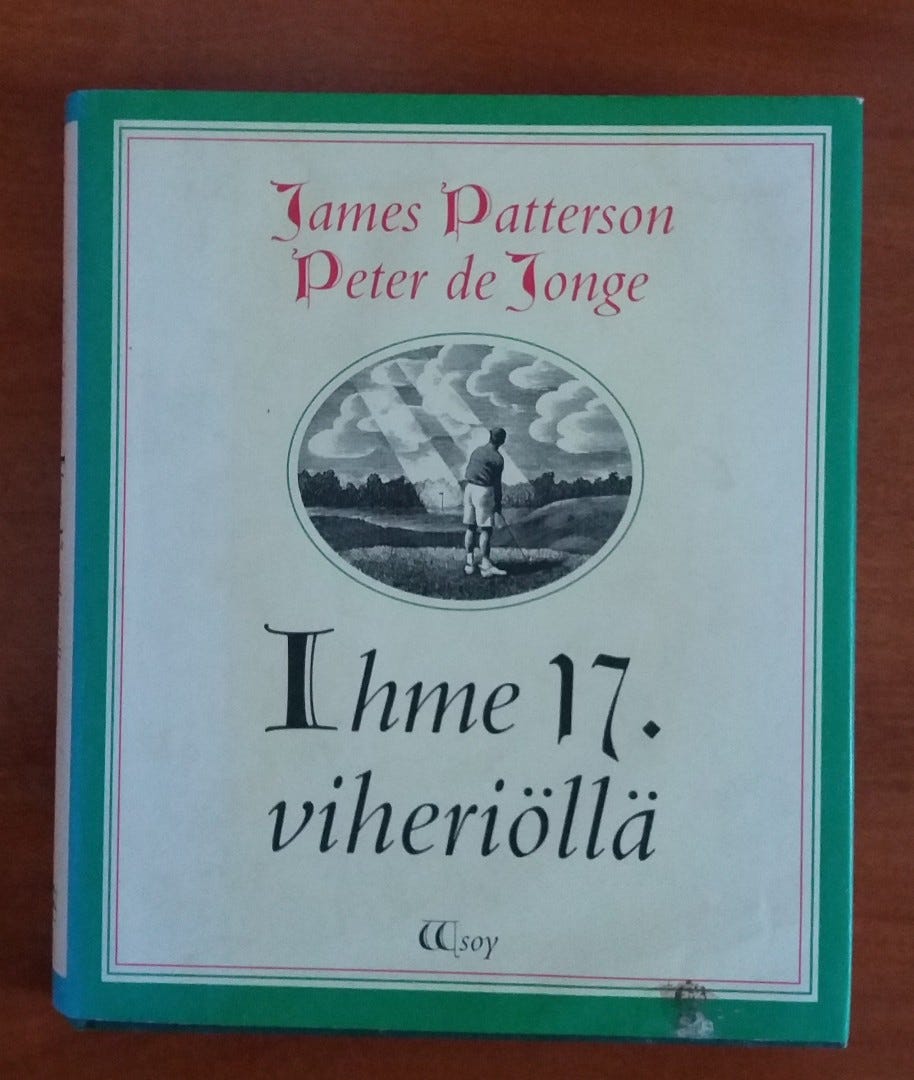 James Patterson
Peter de Jonge
Ihme 17.
viheriöllä
Wsoy